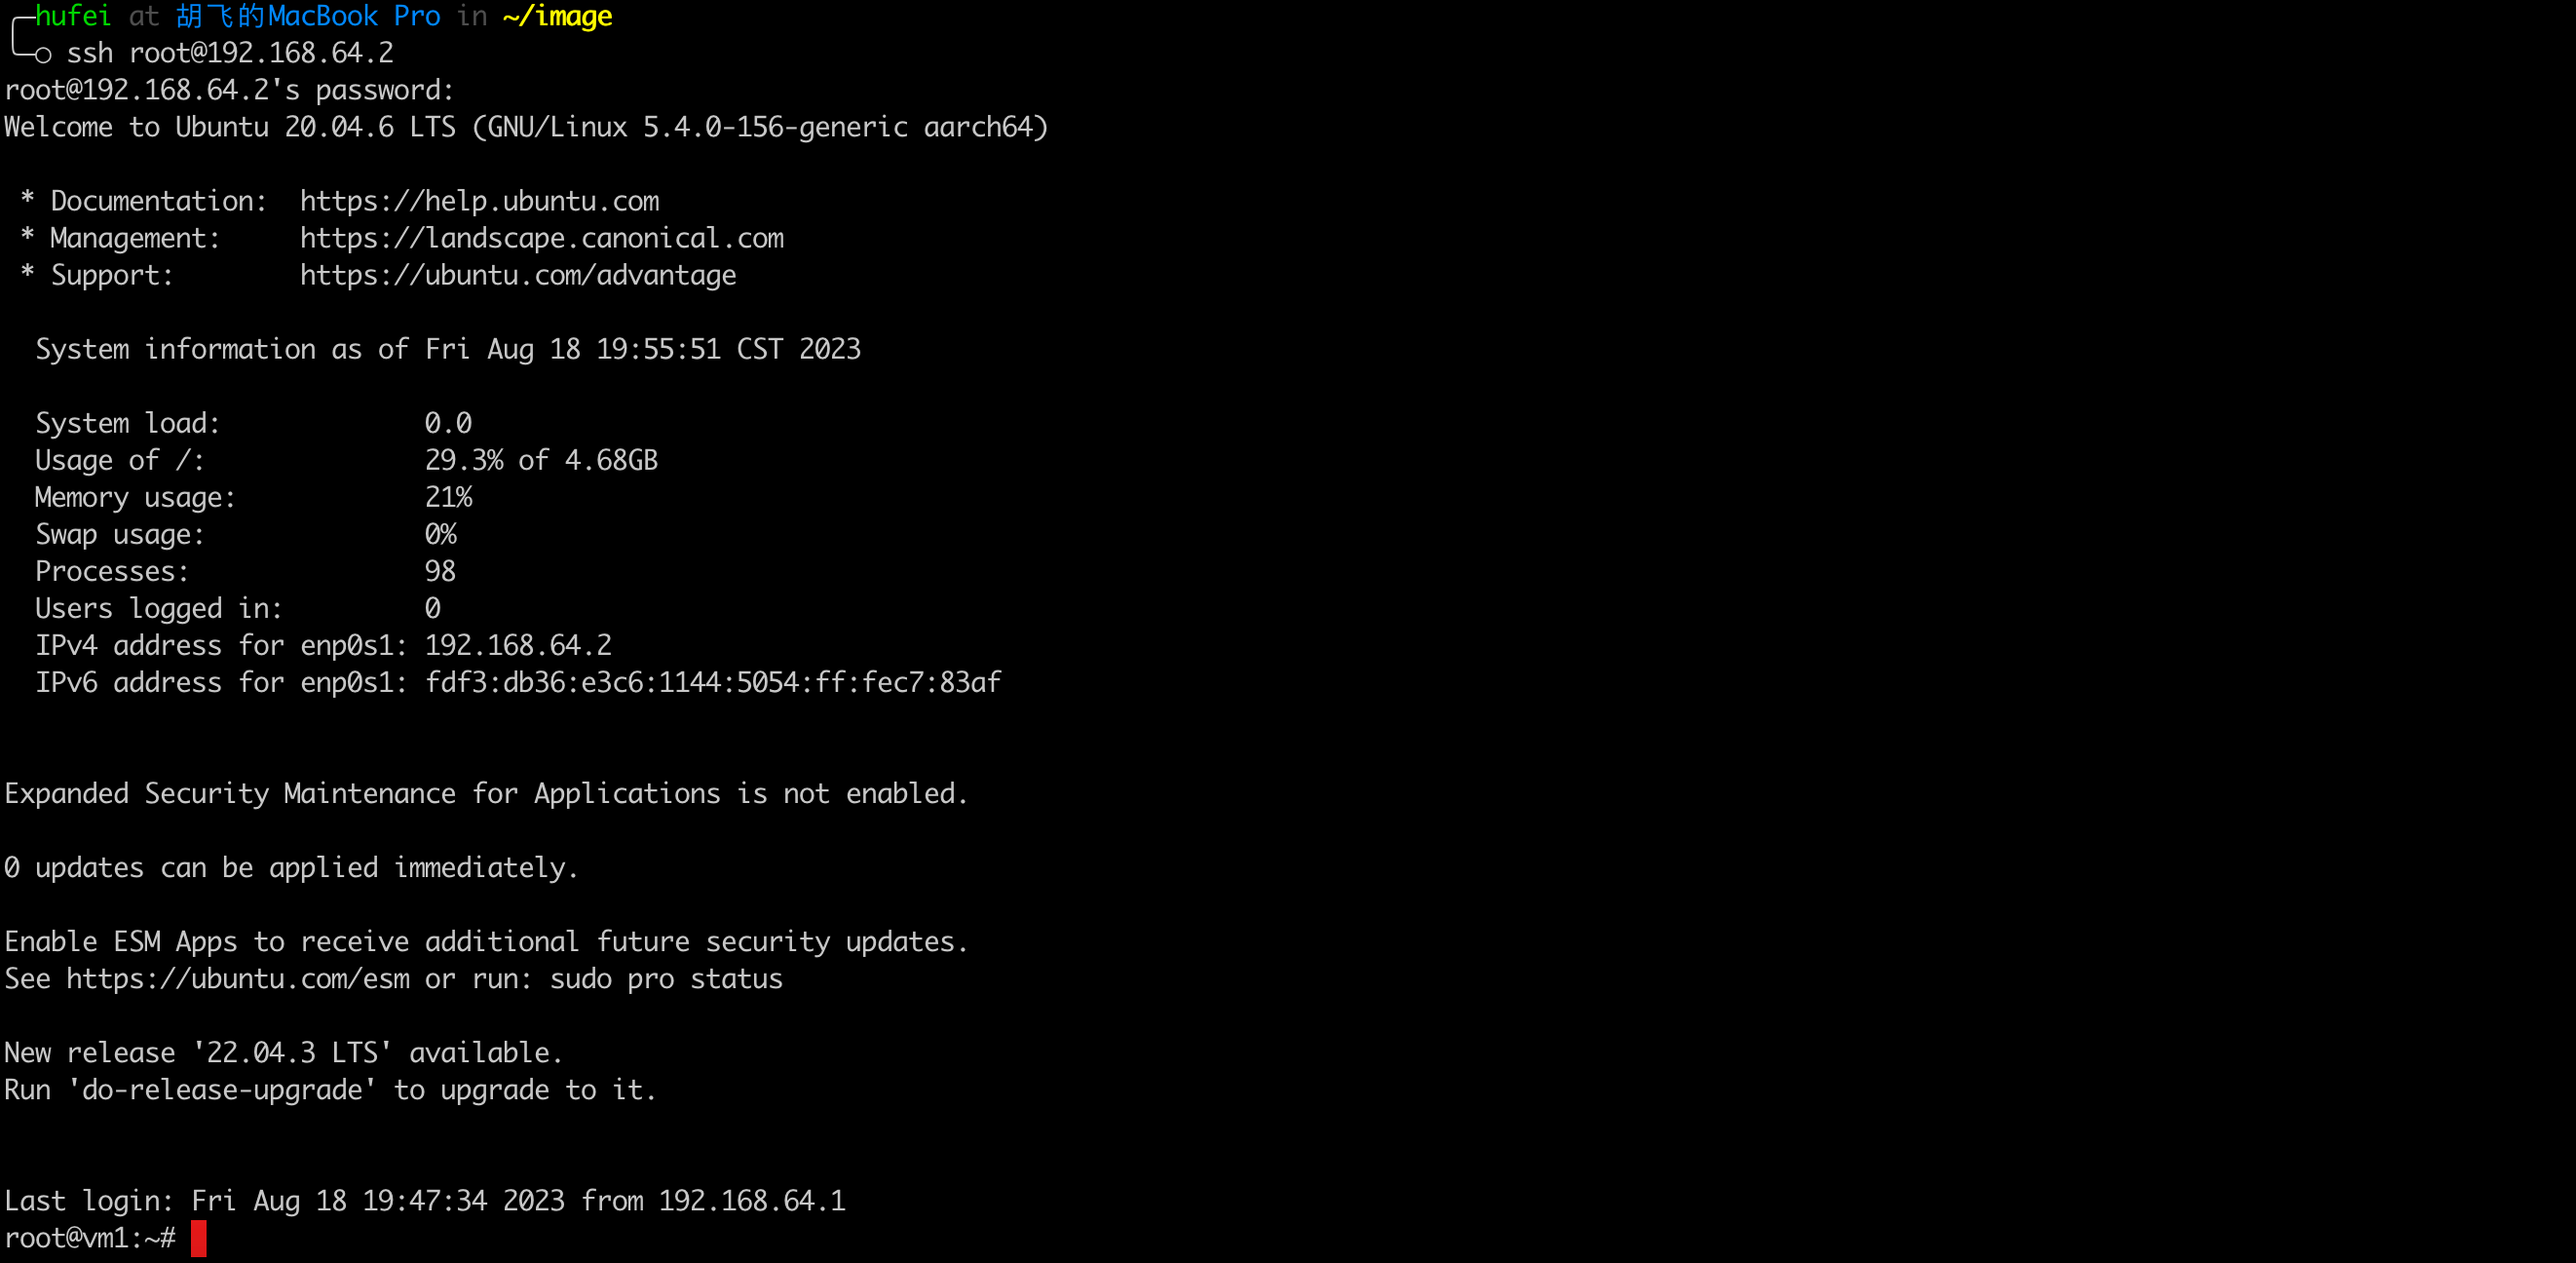 ╭─hufei at 胡飞的MacBook Pro in ~/image
╰─○ ssh root@192.168.64.2
root@192.168.64.2's password:
Welcome to Ubuntu 20.04.6 LTS (GNU/Linux 5.4.0-156-generic aarch64)
* Documentation:  https://help.ubuntu.com
* Management:     https://landscape.canonical.com
* Support:        https://ubuntu.com/advantage
System information as of Fri Aug 18 19:55:51 CST 2023
System load:             0.0
Usage of /:              29.3% of 4.68GB
Memory usage:            21%
Swap usage:              0%
Processes:               98
Users logged in:         0
IPv4 address for enp0s1: 192.168.64.2
IPv6 address for enp0s1: fdf3:db36:e3c6:1144:5054:ff:fec7:83af
Expanded Security Maintenance for Applications is not enabled.
0 updates can be applied immediately.
Enable ESM Apps to receive additional future security updates.
See https://ubuntu.com/esm or run: sudo pro status
New release '22.04.3 LTS' available.
Run 'do-release-upgrade' to upgrade to it.
Last login: Fri Aug 18 19:47:34 2023 from 192.168.64.1
root@vm1:~#